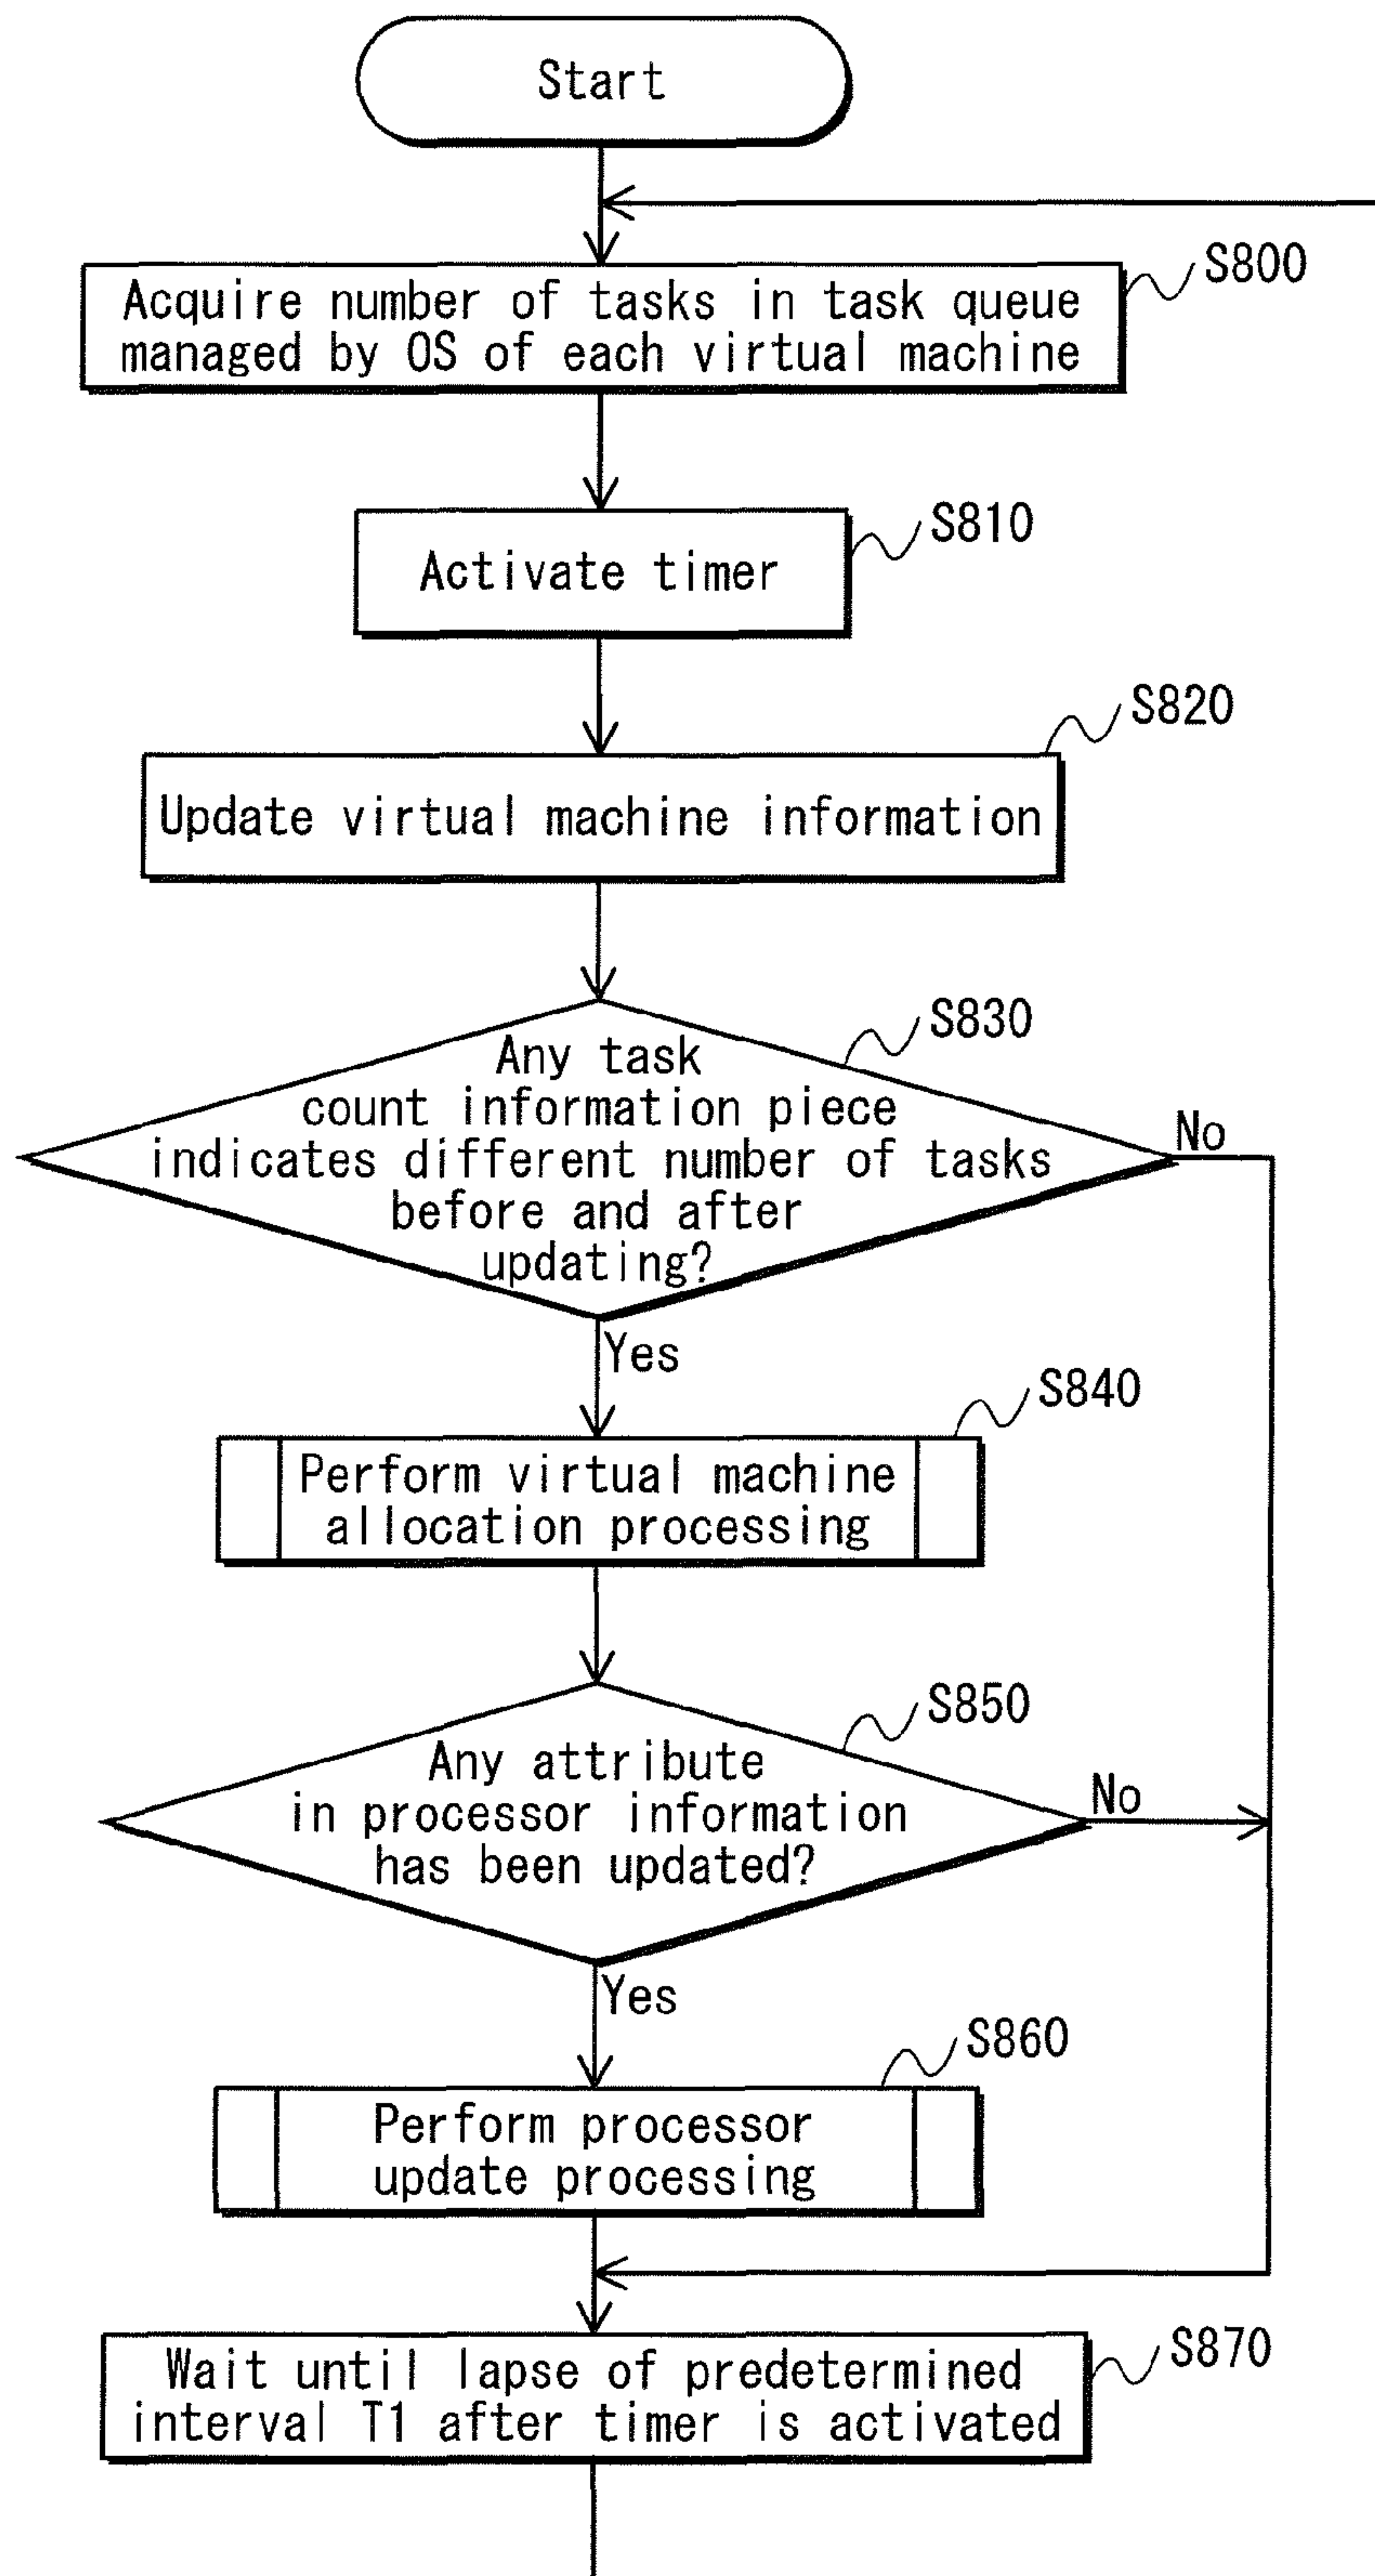 Start
S800
Acquire number of tasks in task queue
managed by OS of each virtual machine
S810
Activate timer
S820
Update virtual machine information
S830
Any task
count information piece
indicates different number of tasks
before and after
updating?
No
Yes
S840
Perform virtual machine
allocation processing
S850
Any attribute
in processor information
has been updated?
No
Yes
S860
Perform processor
update processing
S870
Wait until lapse of predetermined
interval T1 after timer is activated